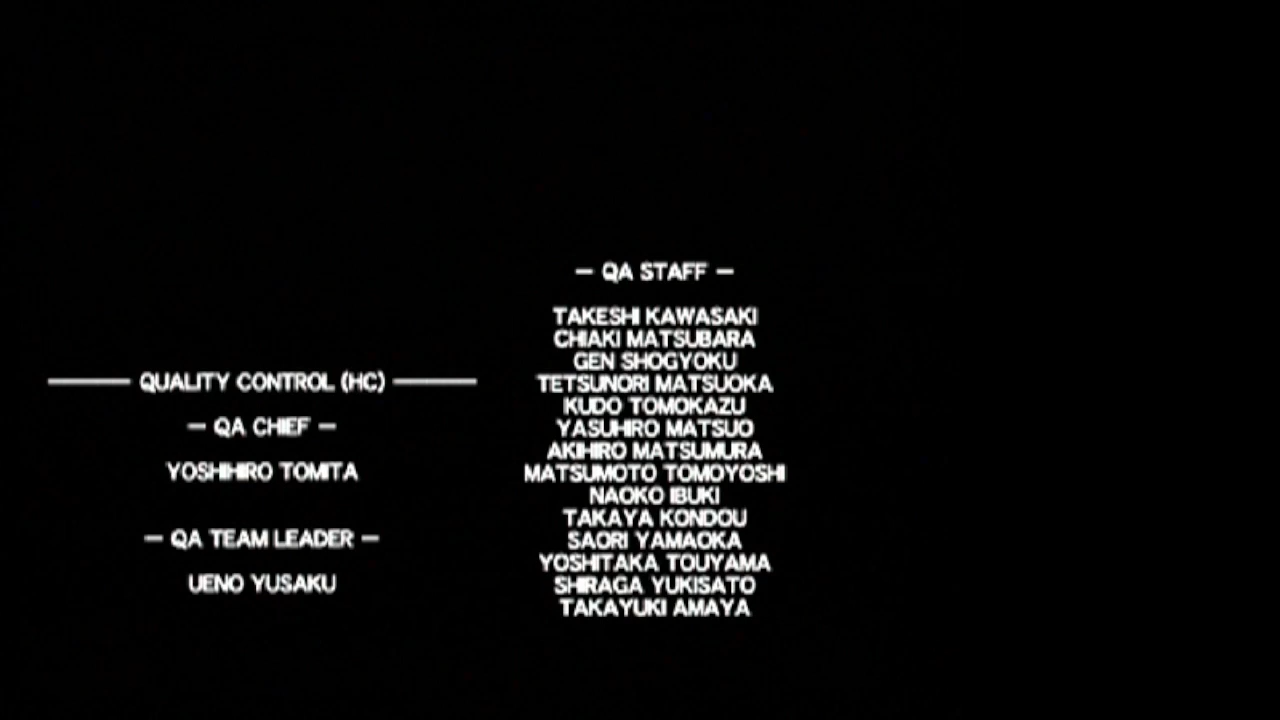 QUALITY CONTROL (HC)
— QA CHIEF —
YOSHIHIRO TOMITA
— QA TEAM LEADER —
UENO YUSAKU
— QA STAFF —
TAKESHI KAWASAKI
CHIAKI MATSUBARA
GEN SHOGYOKU
TETSUNORI MATSUOKA
KUDO TOMOKAZU
YASUHIRO MATSUO
AKIHIRO MATSUMURA
MATSUMOTO TOMOYOSHI
NAOKO IBUKI
TAKAYA KONDOU
SAORI YAMAOKA
YOSHITAKA TOUYAMA
SHIRAGA YUKISATO
TAKAYUKI AMAYA